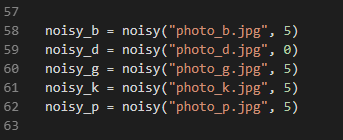 57
58 noisy_b = noisy("photo_b.jpg", 5)
59 noisy_d = noisy("photo_d.jpg", 0)
60 noisy_g = noisy("photo_g.jpg", 5)
61 noisy_k = noisy("photo_k.jpg", 5)
62 noisy_p = noisy("photo_p.jpg", 5)
63